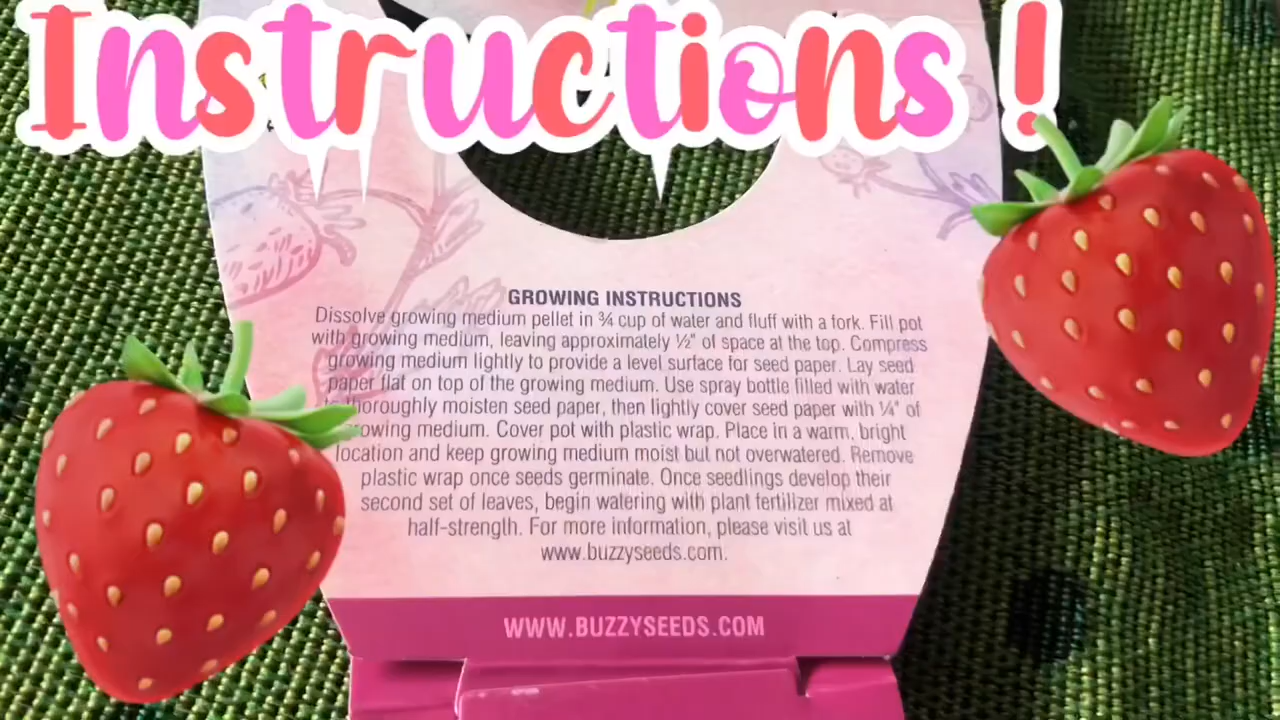 Instructions !
GROWING INSTRUCTIONS
Dissolve growing medium pellet in ¾ cup of water and fluff with a fork. Fill pot
with growing medium, leaving approximately ½" of space at the top. Compress
growing medium lightly to provide a level surface for seed paper. Lay seed
paper flat on top of the growing medium. Use spray bottle filled with water
to thoroughly moisten seed paper, then lightly cover seed paper with ¼" of
growing medium. Cover pot with plastic wrap. Place in a warm, bright
location and keep growing medium moist but not overwatered. Remove
plastic wrap once seeds germinate. Once seedlings develop their
second set of leaves, begin watering with plant fertilizer mixed at
half-strength. For more information, please visit us at
www.buzzyseeds.com.
WWW.BUZZYSEEDS.COM